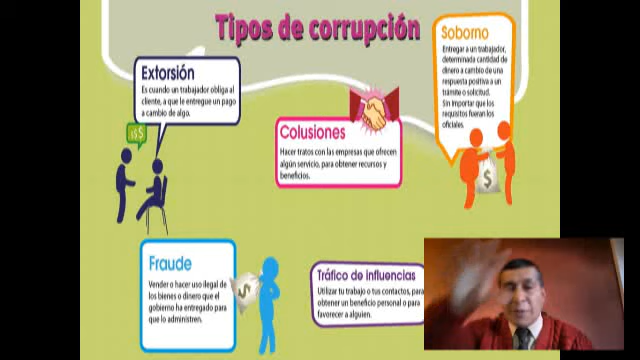 Tipos de corrupción
Soborno
Entregar a un trabajador,
determinada cantidad de
dinero a cambio de una
respuesta positiva a un
trámite o solicitud.
Sin importar que los
requisitos fueran los
oficiales.
Extorsión
Es cuando un trabajador obliga al
cliente, a que le entregue un pago
a cambio de algo.
$$$
Colusiones
Hacer tratos con las empresas que ofrecen
algún servicio, para obtener recursos y
beneficios.
$
Fraude
Vender o hacer uso ilegal de
los bienes o dinero que el
gobierno ha entregado para
que lo administren.
$
Tráfico de influencias
Utilizar tu trabajo o tus contactos, para
obtener un beneficio personal o para
favorecer a alguien.